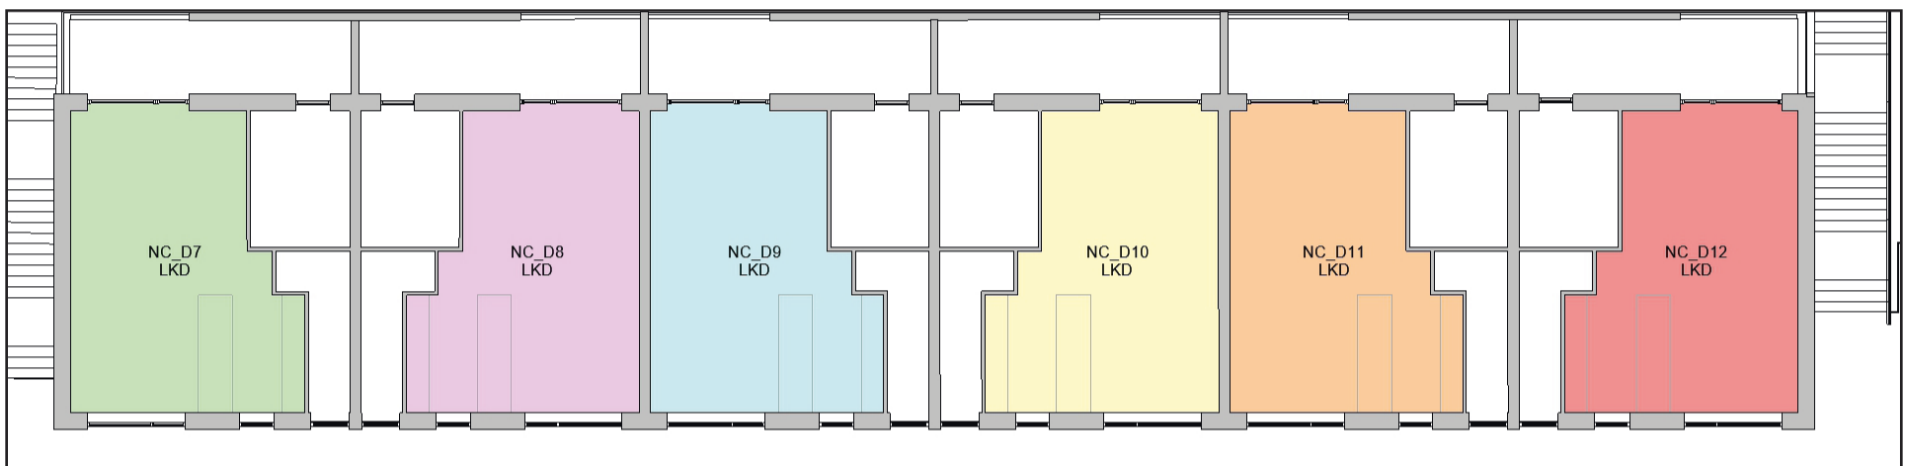 NC_D7
LKD
NC_D8
LKD
NC_D9
LKD
NC_D10
LKD
NC_D11
LKD
NC_D12
LKD